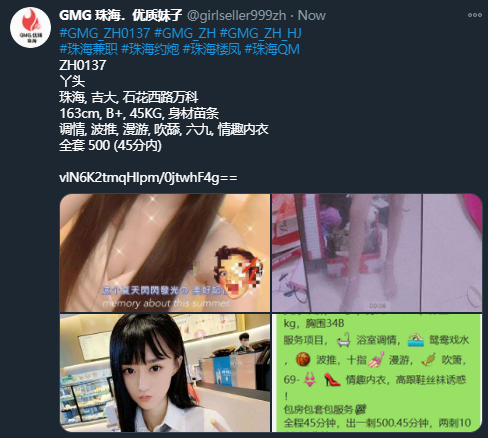 GMG 优质
珠海
GMG 珠海．优质妹子 @girlseller999zh · Now
#GMG_ZH0137 #GMG_ZH #GMG_ZH_HJ
#珠海兼职 #珠海约炮 #珠海楼凤 #珠海QM
ZH0137
丫头
珠海, 吉大, 石花西路万科
163cm, B+, 45KG, 身材苗条
调情, 波推, 漫游, 吹舔, 六九, 情趣内衣
全套 500 (45分内)
vlN6K2tmqHlpm/0jtwhF4g==
memory about this summer
kg，胸围34B
服务项目，浴室调情，鸳鸯戏水
，波推，十指漫游，吹箫，
69-情趣内衣，高跟鞋丝袜诱惑
！
包房包套包服务
全程45分钟，出一刺500.45分钟，两刺10